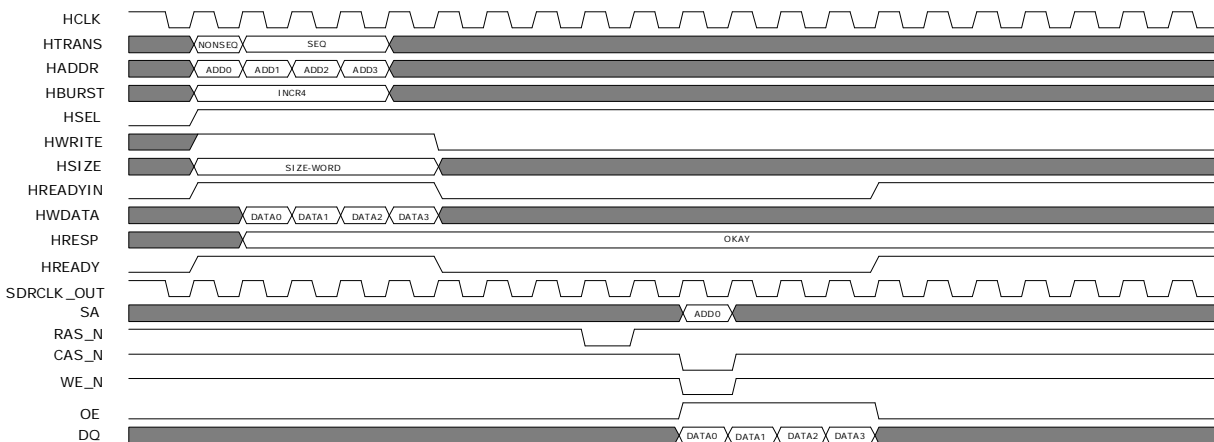 HCLK
HTRANS NONSEQ SEQ
HADDR ADD0 ADD1 ADD2 ADD3
HBURST INCR4
HSEL
HWRITE
HSIZE SIZE-WORD
HREADYIN
HWDATA DATA0 DATA1 DATA2 DATA3
HRESP OKAY
HREADY
SDRCLK_OUT
SA ADD0
RAS_N
CAS_N
WE_N
OE
DQ DATA0 DATA1 DATA2 DATA3